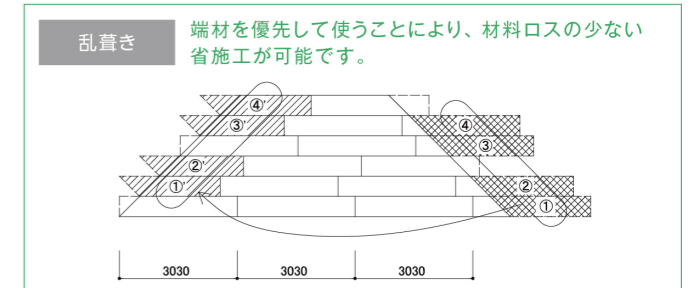 乱葺き
端材を優先して使うことにより、材料ロスの少ない
省施工が可能です。
④'
④
③'
③
②'
②
①'
①
3030 3030 3030